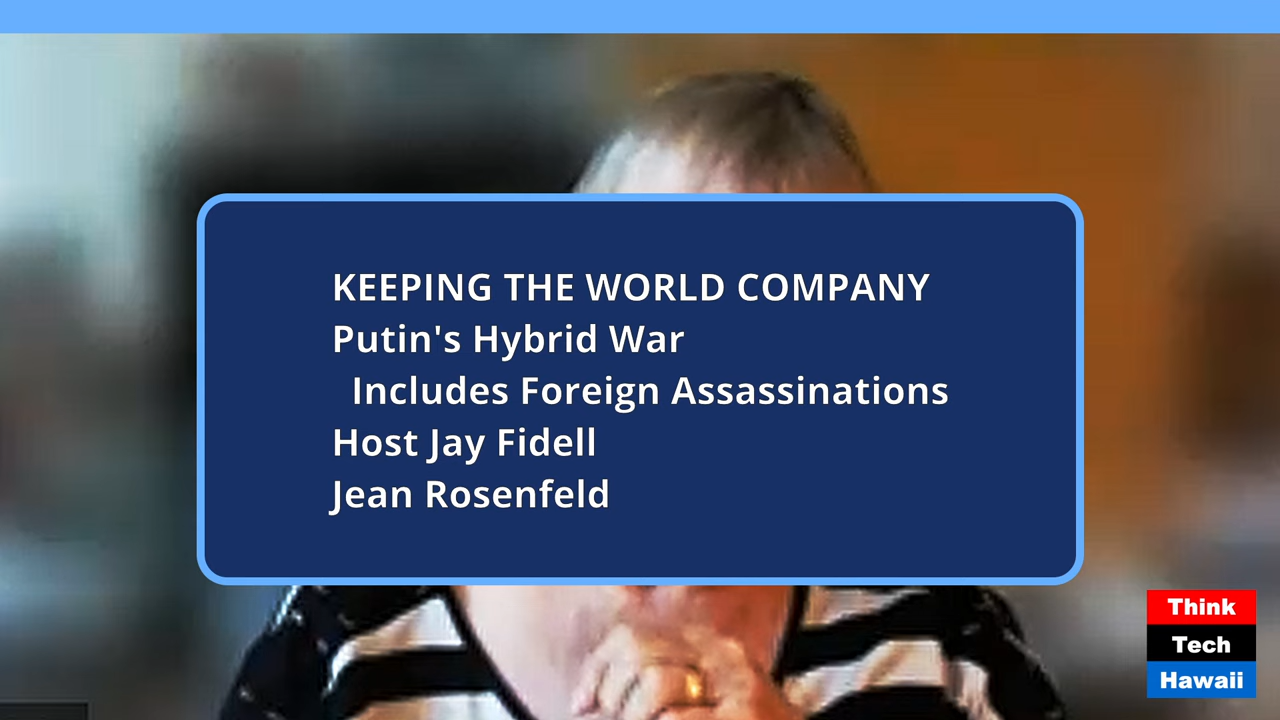 KEEPING THE WORLD COMPANY
Putin's Hybrid War
Includes Foreign Assassinations
Host Jay Fidell
Jean Rosenfeld
Think
Tech
Hawaii